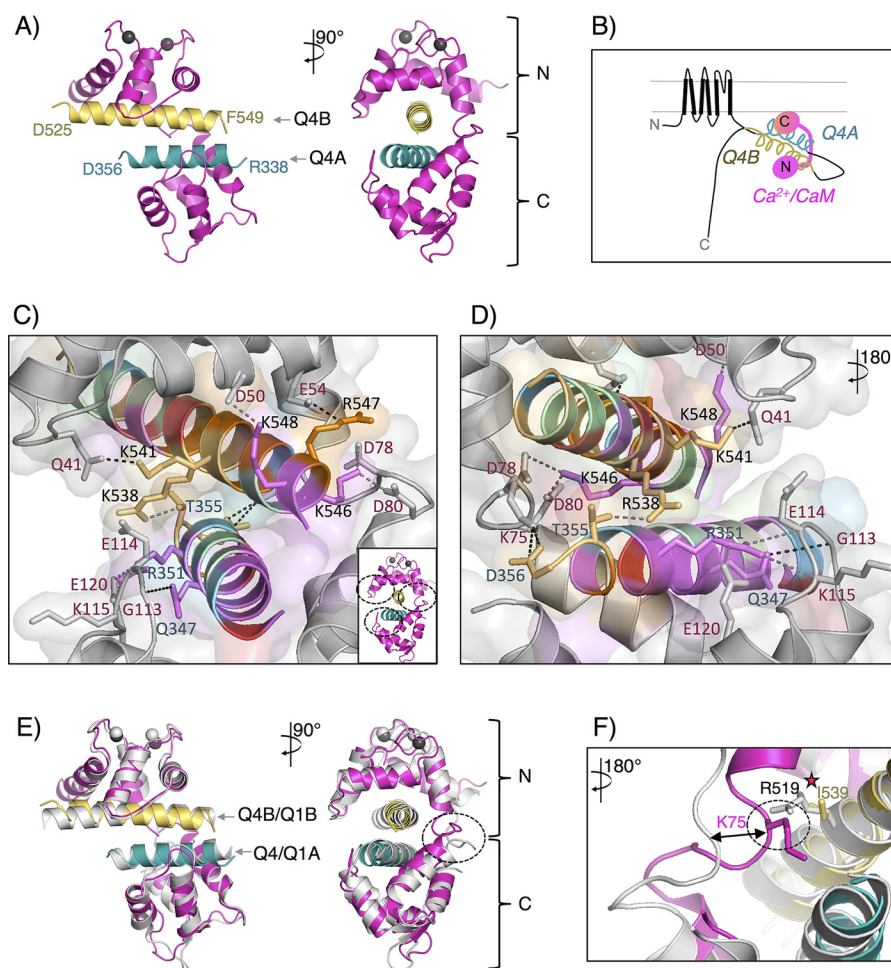 A)
90°
N
D525
F549
Q4B
D356
R338
Q4A
C
B)
N
C
Q4A
Q4B
N
Ca²⁺/CaM
C
C)
D50
E54
R547
K548
D78
Q41
K541
K538
T355
K546
D80
E114
E120
R351
K115
G113
Q347
D)
D50
180°
K548
Q41
K541
D78
K546
D80
R538
E114
K75
T355
R351
G113
D356
Q347
K115
E120
E)
90°
N
Q4B/Q1B
Q4/Q1A
C
F)
180°
R519
I539
K75